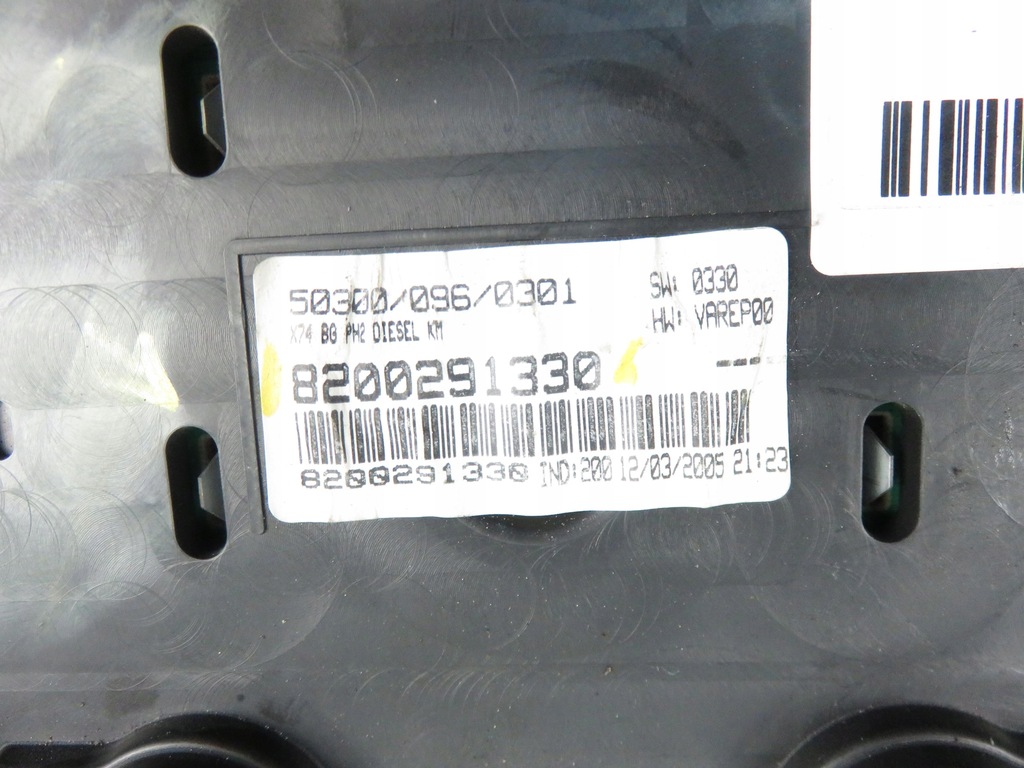 50300/096/0301
SW: 0330
X74 BG PH2 DIESEL KM
HW: VAREP00
8200291330
---
8200291330 IND:200 12/03/2005 21:23